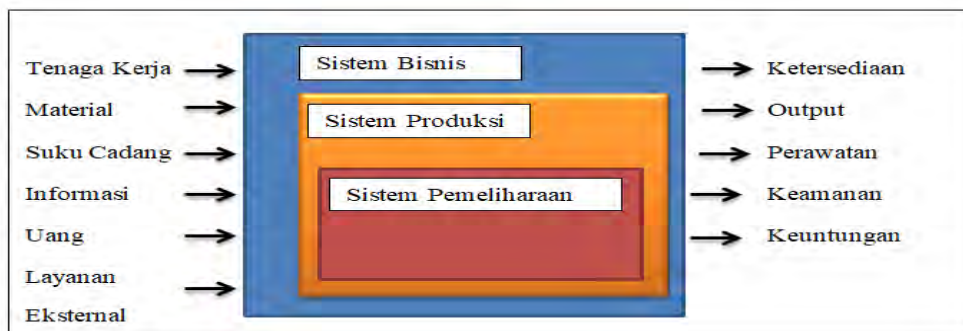 Tenaga Kerja
Material
Suku Cadang
Informasi
Uang
Layanan
Eksternal
Sistem Bisnis
Sistem Produksi
Sistem Pemeliharaan
Ketersediaan
Output
Perawatan
Keamanan
Keuntungan